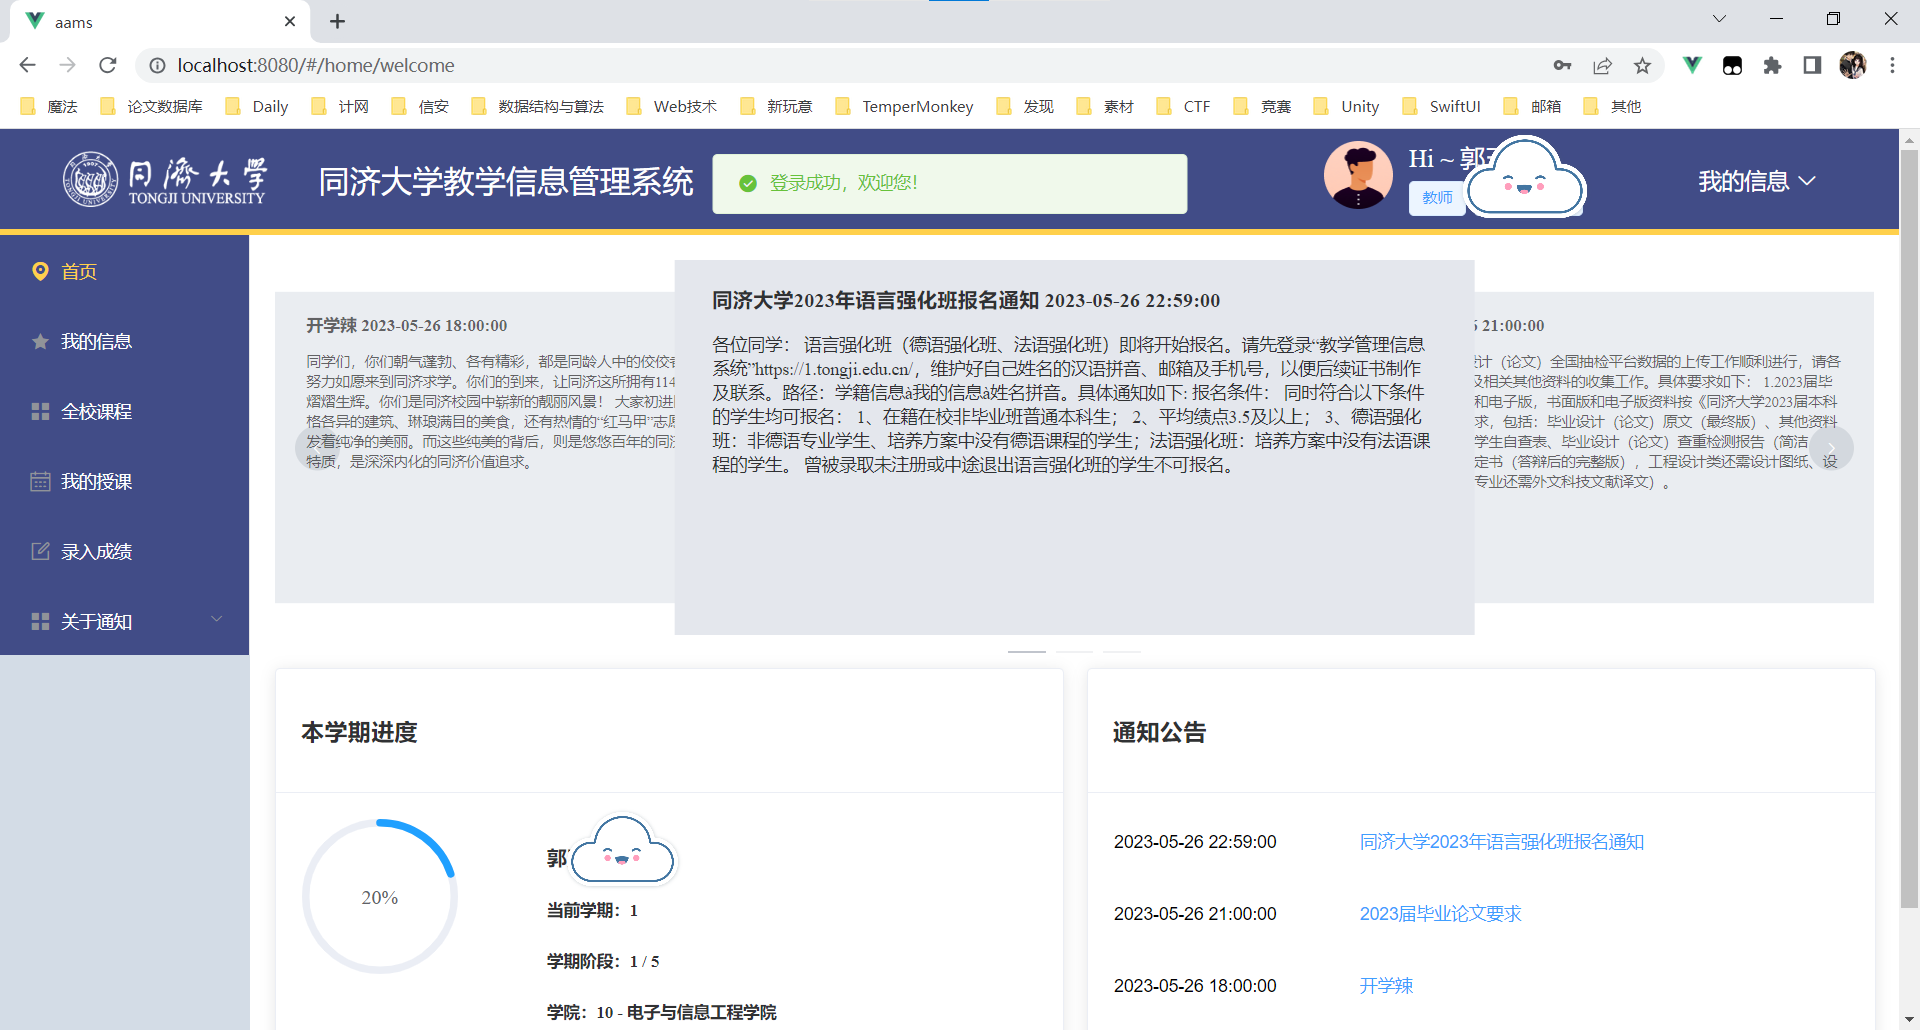 aams
localhost:8080/#/home/welcome
魔法 论文数据库 Daily 计网 信安 数据结构与算法 Web技术 新玩意 TemperMonkey 发现 素材 CTF 竞赛 Unity SwiftUI 邮箱 其他
同济大学
TONGJI UNIVERSITY
同济大学教学信息管理系统
登录成功，欢迎您！
Hi ~ 郭
教师
我的信息
首页
我的信息
全校课程
我的授课
录入成绩
关于通知
开学辣 2023-05-26 18:00:00
同学们，你们朝气蓬勃、各有精彩，都是同龄人中的佼佼
努力如愿来到同济求学。你们的到来，让同济这所拥有114
熠熠生辉。你们是同济校园中崭新的靓丽风景！ 大家初进
格各异的建筑、琳琅满目的美食，还有热情的“红马甲”志
发着纯净的美丽。而这些纯美的背后，则是悠悠百年的同
特质，是深深内化的同济价值追求。
同济大学2023年语言强化班报名通知 2023-05-26 22:59:00
各位同学： 语言强化班（德语强化班、法语强化班）即将开始报名。请先登录“教学管理信息
系统”https://1.tongji.edu.cn/，维护好自己姓名的汉语拼音、邮箱及手机号，以便后续证书制作
及联系。路径：学籍信息à我的信息à姓名拼音。具体通知如下: 报名条件： 同时符合以下条件
的学生均可报名： 1、在籍在校非毕业班普通本科生； 2、平均绩点3.5及以上； 3、德语强化
班：非德语专业学生、培养方案中没有德语课程的学生；法语强化班：培养方案中没有法语课
程的学生。 曾被录取未注册或中途退出语言强化班的学生不可报名。
21:00:00
计（论文）全国抽检平台数据的上传工作顺利进行，请各
及相关其他资料的收集工作。具体要求如下： 1.2023届毕
和电子版，书面版和电子版资料按《同济大学2023届本科
求，包括：毕业设计（论文）原文（最终版）、其他资料
学生自查表、毕业设计（论文）查重检测报告（简洁
定书（答辩后的完整版），工程设计类还需设计图纸、设
专业还需外文科技文献译文）。
本学期进度
20%
郭
当前学期：1
学期阶段：1 / 5
学院：10 - 电子与信息工程学院
通知公告
2023-05-26 22:59:00 同济大学2023年语言强化班报名通知
2023-05-26 21:00:00 2023届毕业论文要求
2023-05-26 18:00:00 开学辣